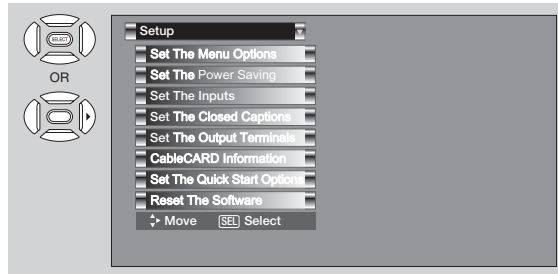 SELECT
OR
Setup
Set The Menu Options
Set The Power Saving
Set The Inputs
Set The Closed Captions
Set The Output Terminals
CableCARD Information
Set The Quick Start Options
Reset The Software
Move SEL Select